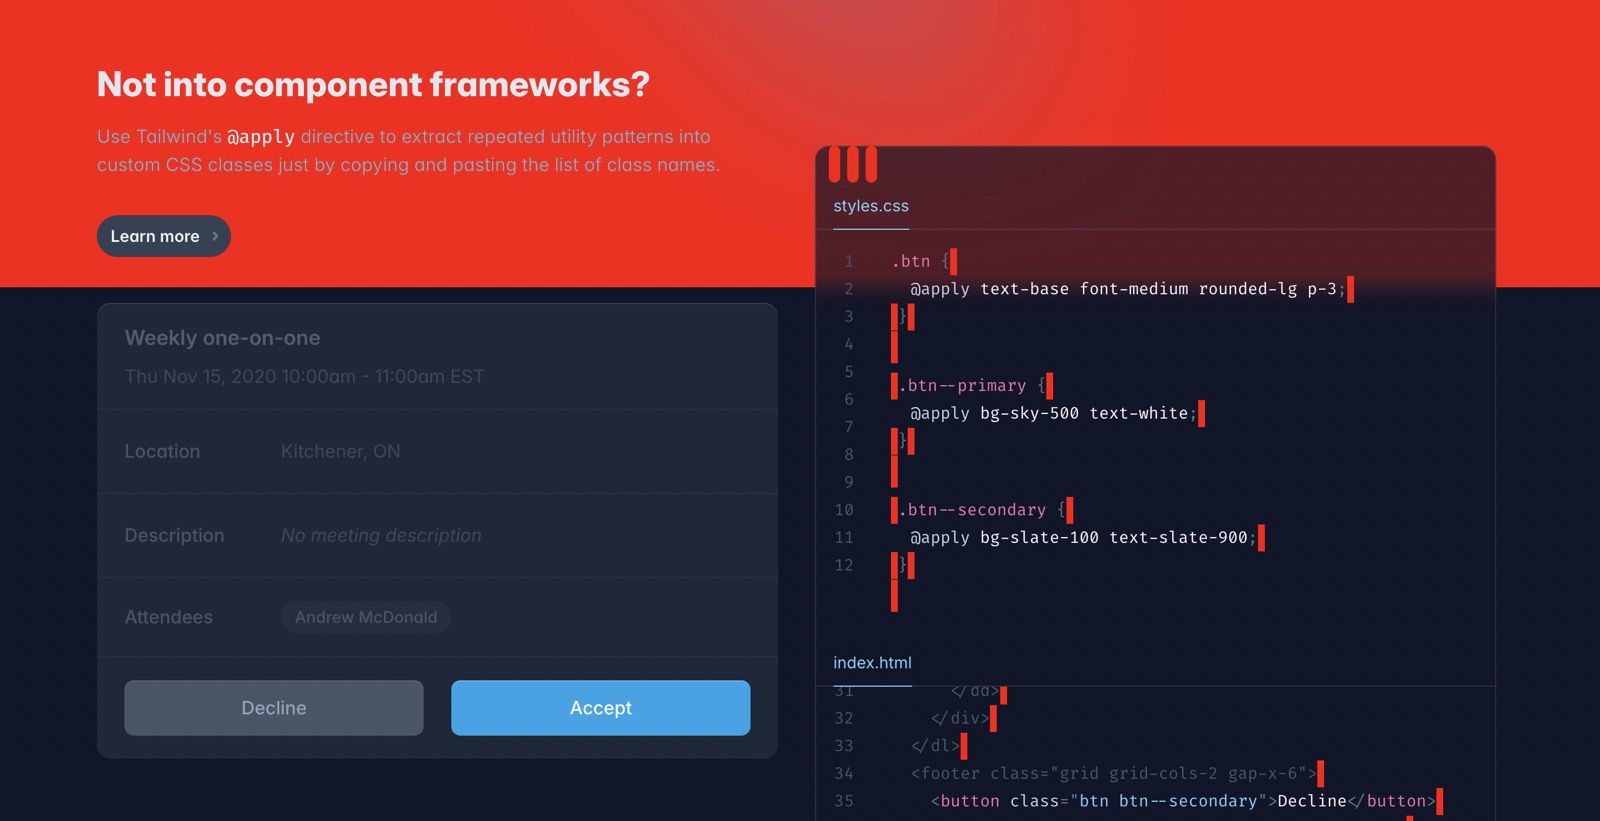 Not into component frameworks?
Use Tailwind's @apply directive to extract repeated utility patterns into
custom CSS classes just by copying and pasting the list of class names.
Learn more
Weekly one-on-one
Thu Nov 15, 2020 10:00am - 11:00am EST
Location Kitchener, ON
Description No meeting description
Attendees Andrew McDonald
Decline Accept
styles.css
1 .btn {
2 @apply text-base font-medium rounded-lg p-3;
3 }
4
5 .btn--primary {
6 @apply bg-sky-500 text-white;
7 }
8
9
10 .btn--secondary {
11 @apply bg-slate-100 text-slate-900;
12 }
index.html
31 </dd>
32 </div>
33 </dl>
34 <footer class="grid grid-cols-2 gap-x-6">
35 <button class="btn btn--secondary">Decline</button>